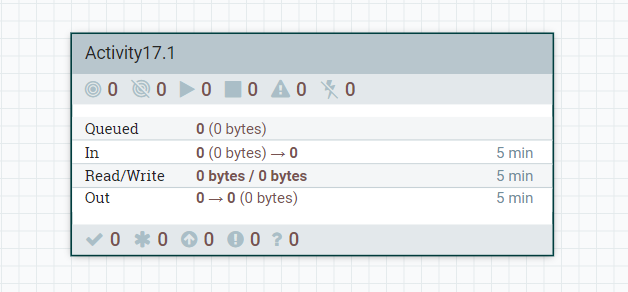 Activity17.1
0 0 0 0 0 0
Queued 0 (0 bytes)
In 0 (0 bytes) → 0 5 min
Read/Write 0 bytes / 0 bytes 5 min
Out 0 → 0 (0 bytes) 5 min
0 0 0 0 ? 0